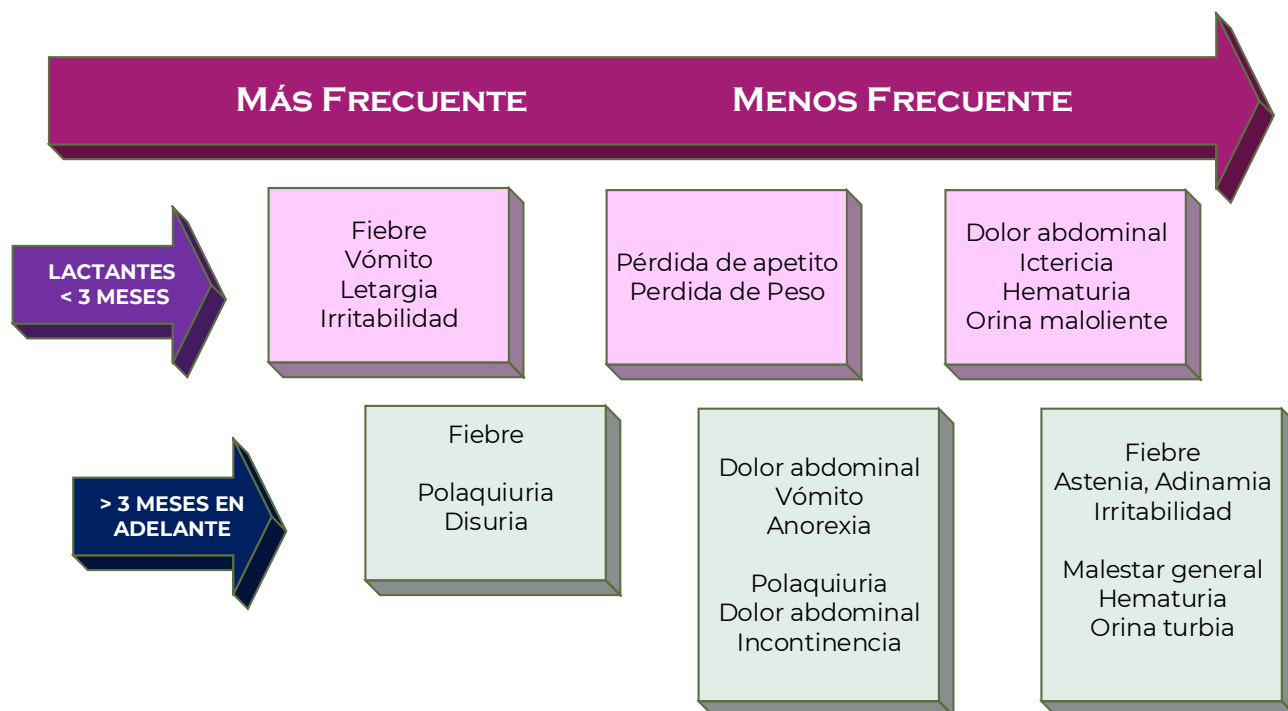 MÁS FRECUENTE MENOS FRECUENTE
LACTANTES
< 3 MESES
Fiebre
Vómito
Letargia
Irritabilidad
Pérdida de apetito
Perdida de Peso
Dolor abdominal
Ictericia
Hematuria
Orina maloliente
> 3 MESES EN
ADELANTE
Fiebre
Polaquiuria
Disuria
Dolor abdominal
Vómito
Anorexia
Polaquiuria
Dolor abdominal
Incontinencia
Fiebre
Astenia, Adinamia
Irritabilidad
Malestar general
Hematuria
Orina turbia